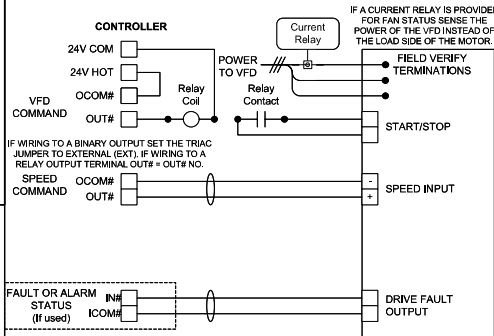 IF A CURRENT RELAY IS PROVIDED
FOR FAN STATUS SENSE THE
POWER OF THE VFD INSTEAD OF
THE LOAD SIDE OF THE MOTOR.
CONTROLLER
Current
Relay
24V COM
POWER
TO VFD
FIELD VERIFY
TERMINATIONS
24V HOT
OCOM#
Relay
Coil
Relay
Contact
VFD
COMMAND
OUT#
START/STOP
IF WIRING TO A BINARY OUTPUT SET THE TRIAC
JUMPER TO EXTERNAL (EXT). IF WIRING TO A
RELAY OUTPUT TERMINAL OUT# = OUT# NO.
SPEED
COMMAND
OCOM#
OUT#
-
+
SPEED INPUT
FAULT OR ALARM
STATUS
(If used)
IN#
ICOM#
DRIVE FAULT
OUTPUT